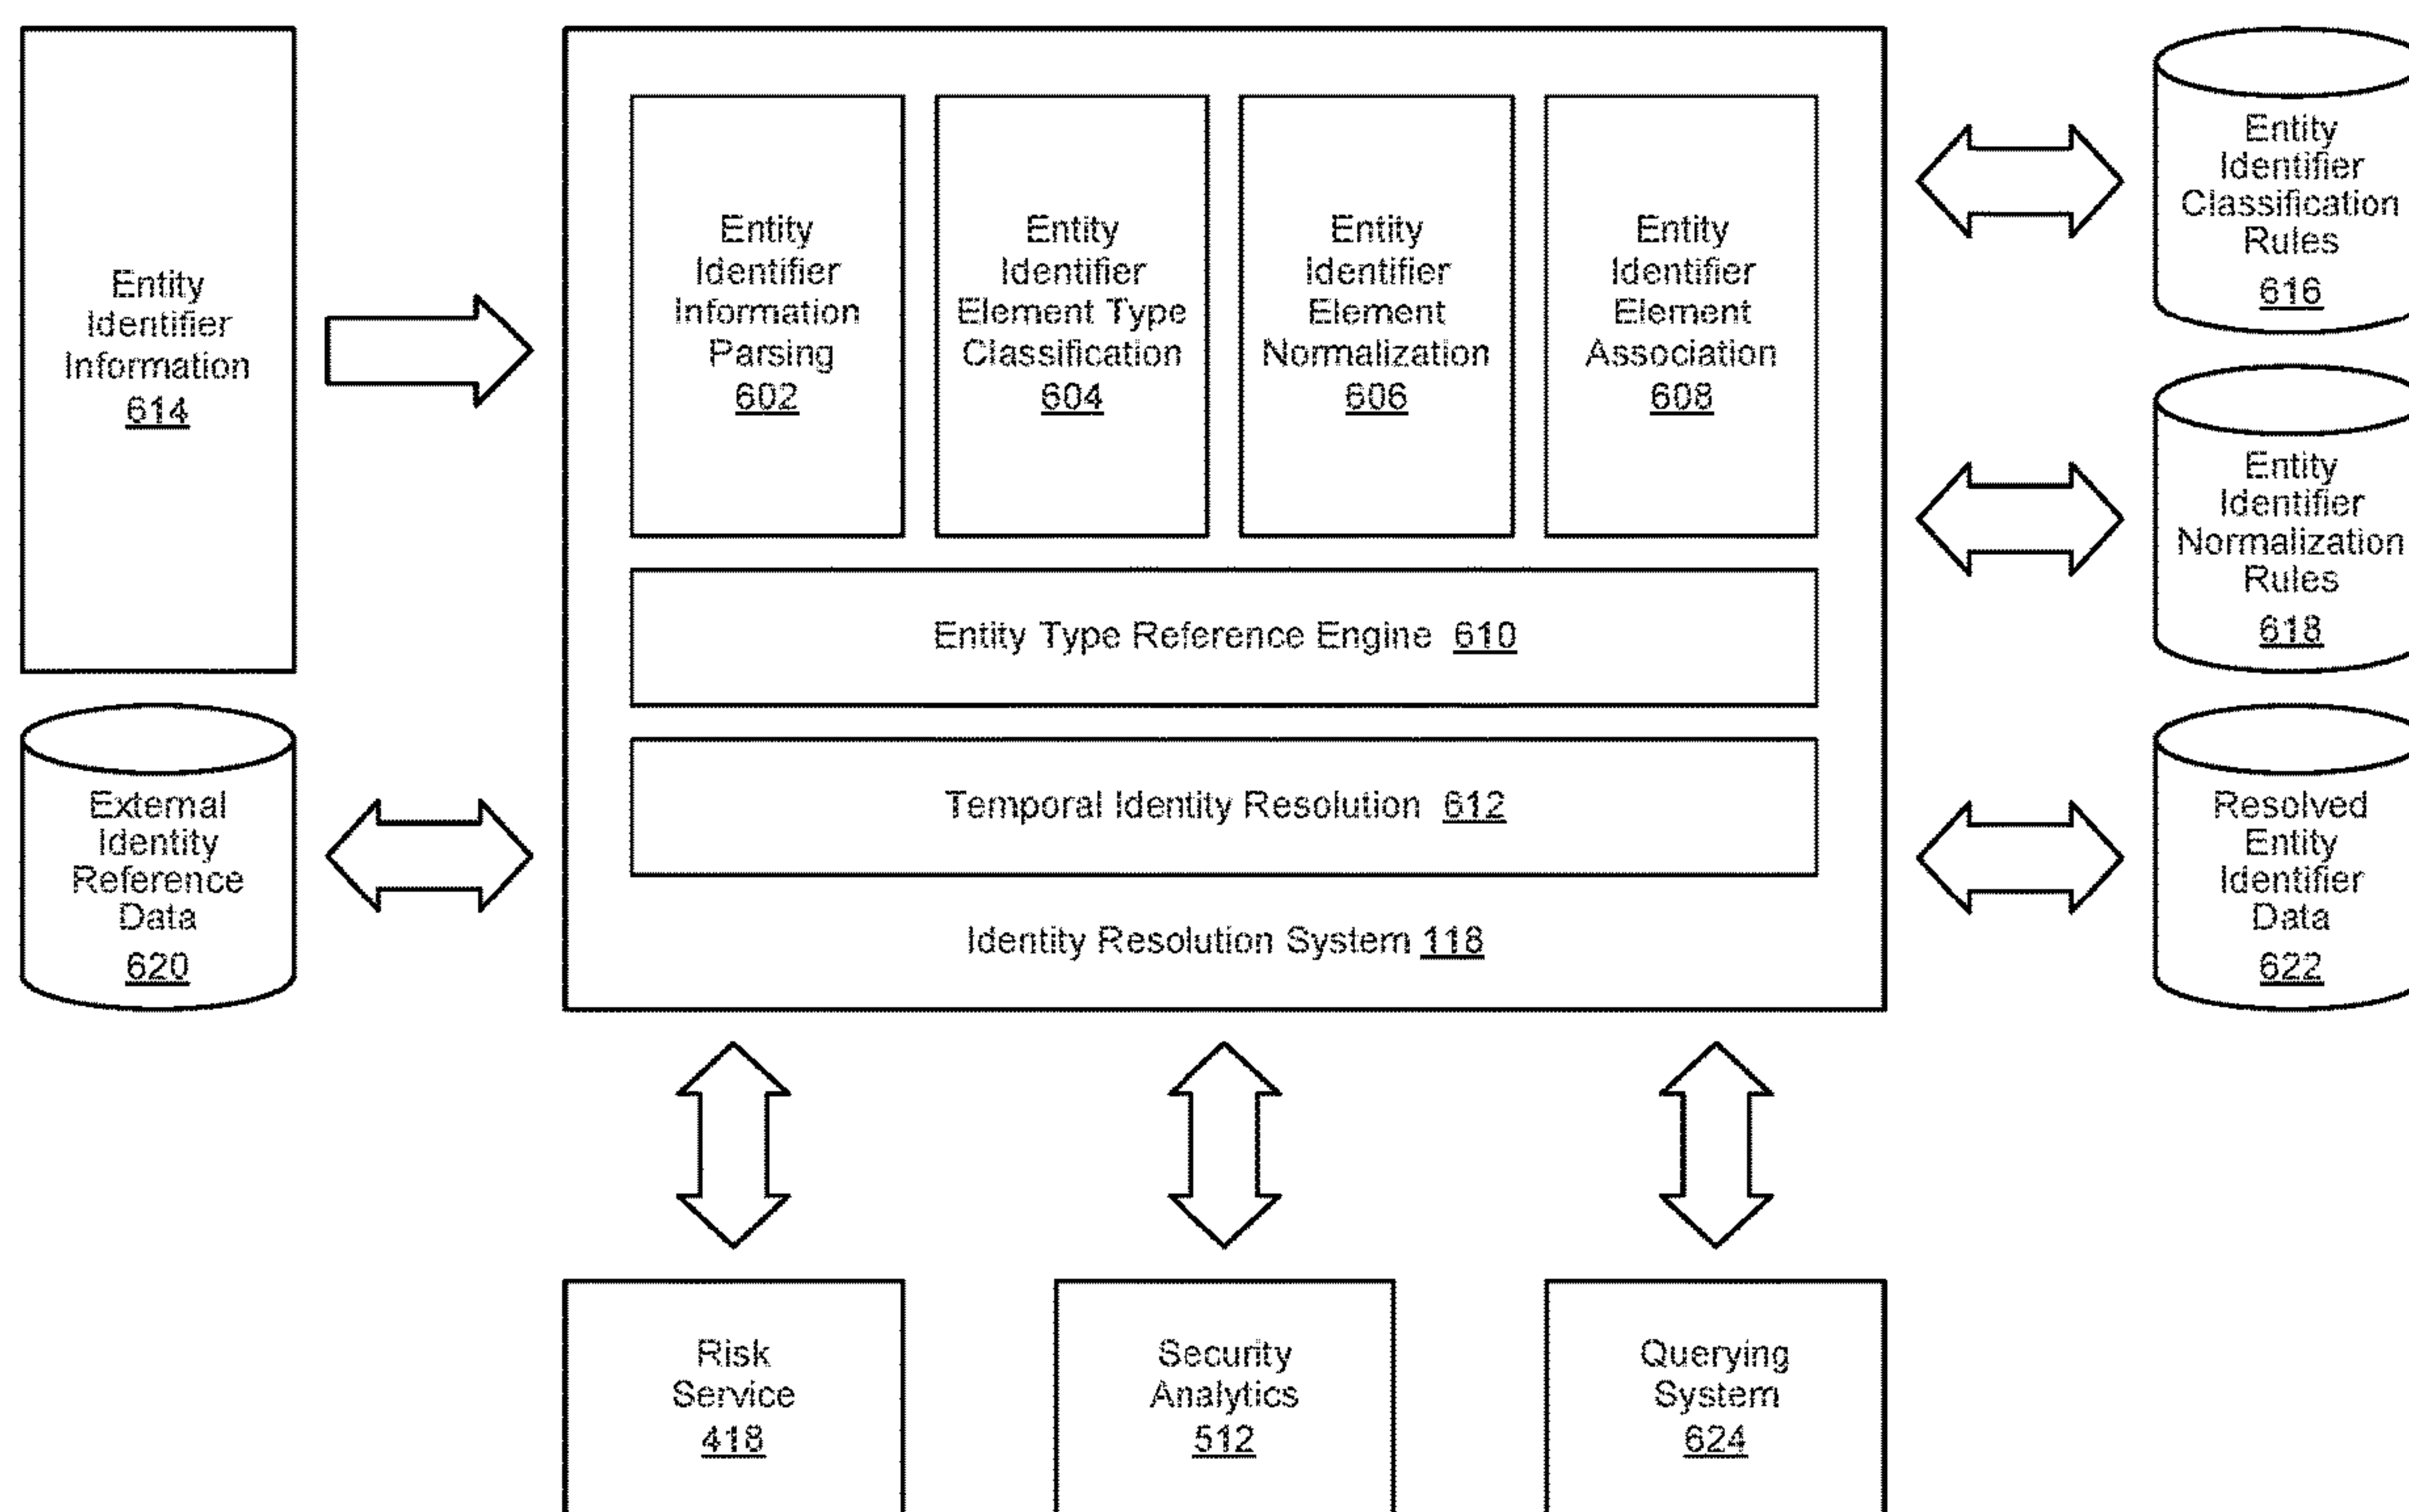 Entity
Identifier
Information
614
Entity
Identifier
Information
Parsing
602
Entity
Identifier
Element Type
Classification
604
Entity
Identifier
Element
Normalization
606
Entity
Identifier
Element
Association
608
Entity
Identifier
Classification
Rules
616
Entity
Identifier
Normalization
Rules
618
Entity Type Reference Engine 610
External
Identity
Reference
Data
620
Temporal Identity Resolution 612
Identity Resolution System 118
Resolved
Entity
Identifier
Data
622
Risk
Service
418
Security
Analytics
512
Querying
System
624